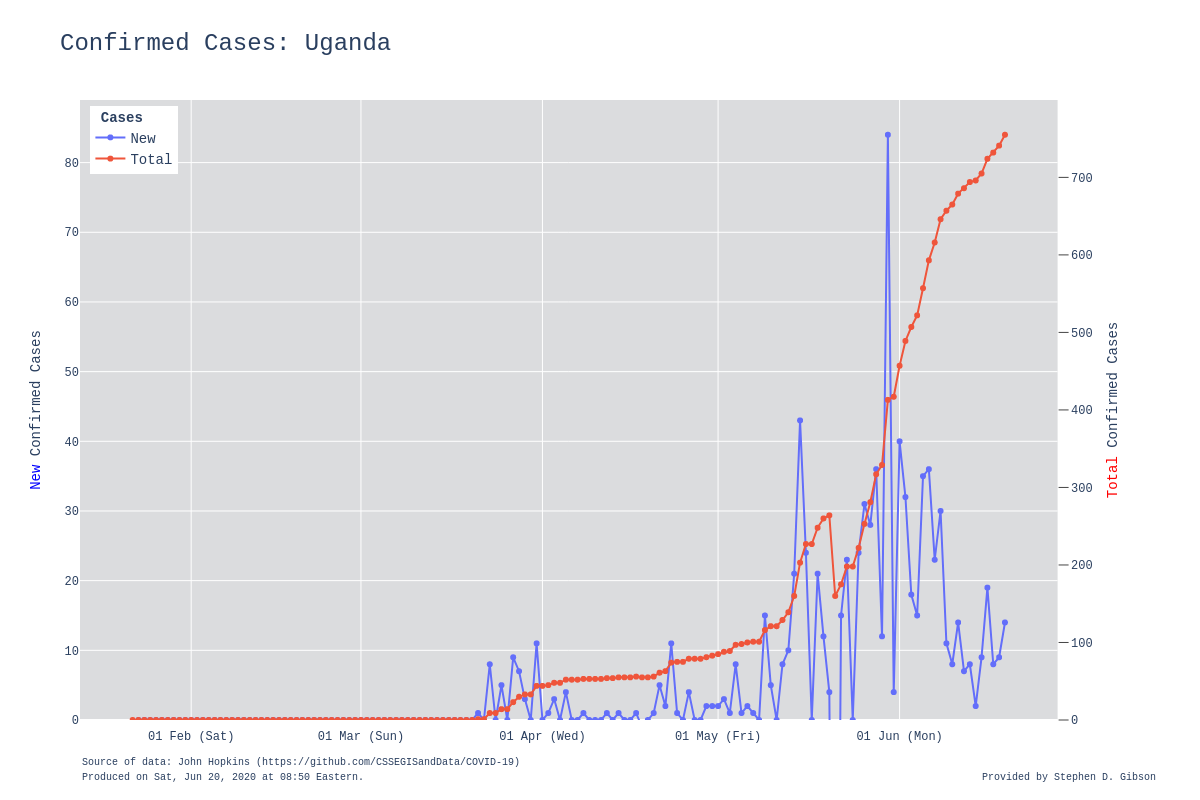 Confirmed Cases: Uganda
Cases
New
Total
80
70
60
50
40
30
20
10
0
New Confirmed Cases
700
600
500
400
300
200
100
0
Total Confirmed Cases
01 Feb (Sat)
01 Mar (Sun)
01 Apr (Wed)
01 May (Fri)
01 Jun (Mon)
Source of data: John Hopkins (https://github.com/CSSEGISandData/COVID-19)
Produced on Sat, Jun 20, 2020 at 08:50 Eastern.
Provided by Stephen D. Gibson